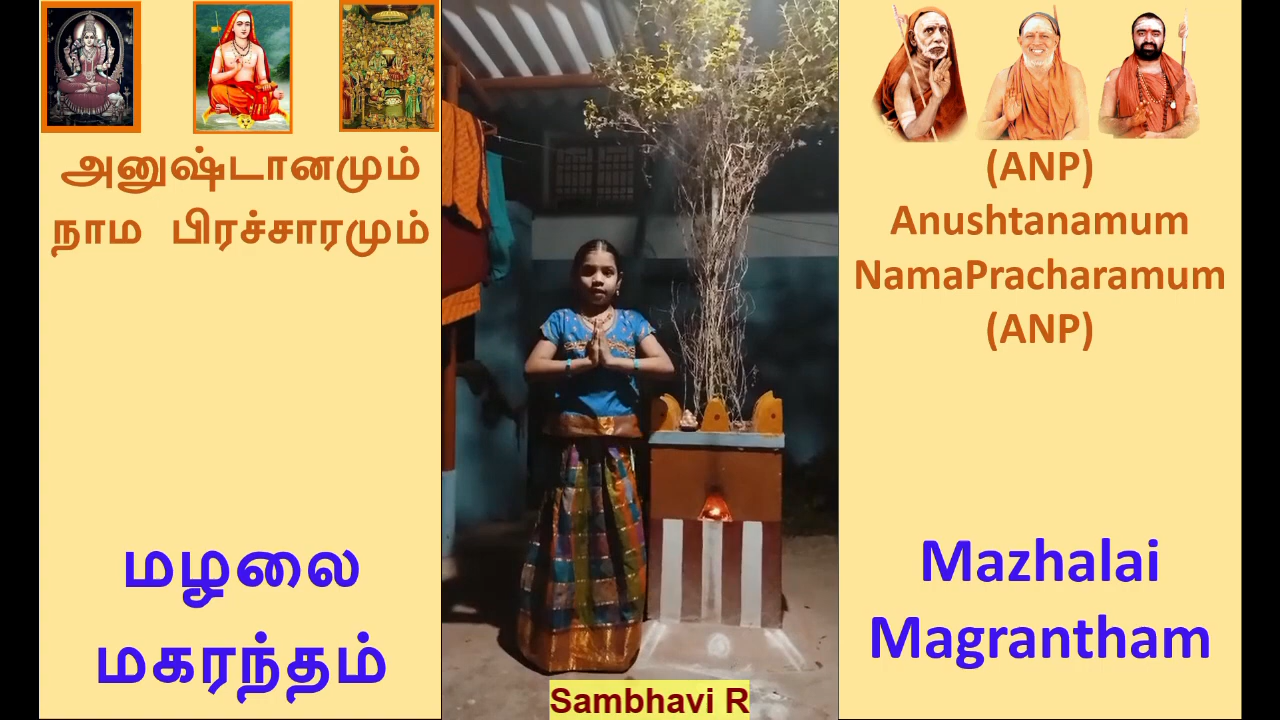 அனுஷ்டானமும்
நாம பிரச்சாரமும்
மழலை
மகரந்தம்
Sambhavi R
(ANP)
Anushtanamum
NamaPracharamum
(ANP)
Mazhalai
Magrantham